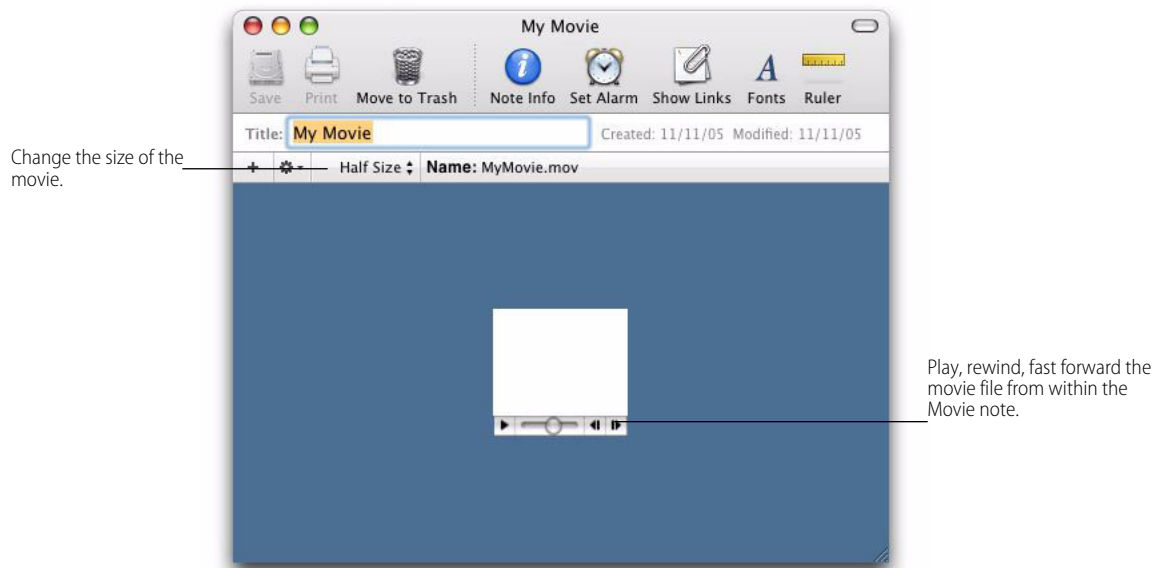 My Movie
Save Print Move to Trash Note Info Set Alarm Show Links Fonts Ruler
Title: My Movie Created: 11/11/05 Modified: 11/11/05
Change the size of the
movie.
Half Size Name: MyMovie.mov
Play, rewind, fast forward the
movie file from within the
Movie note.